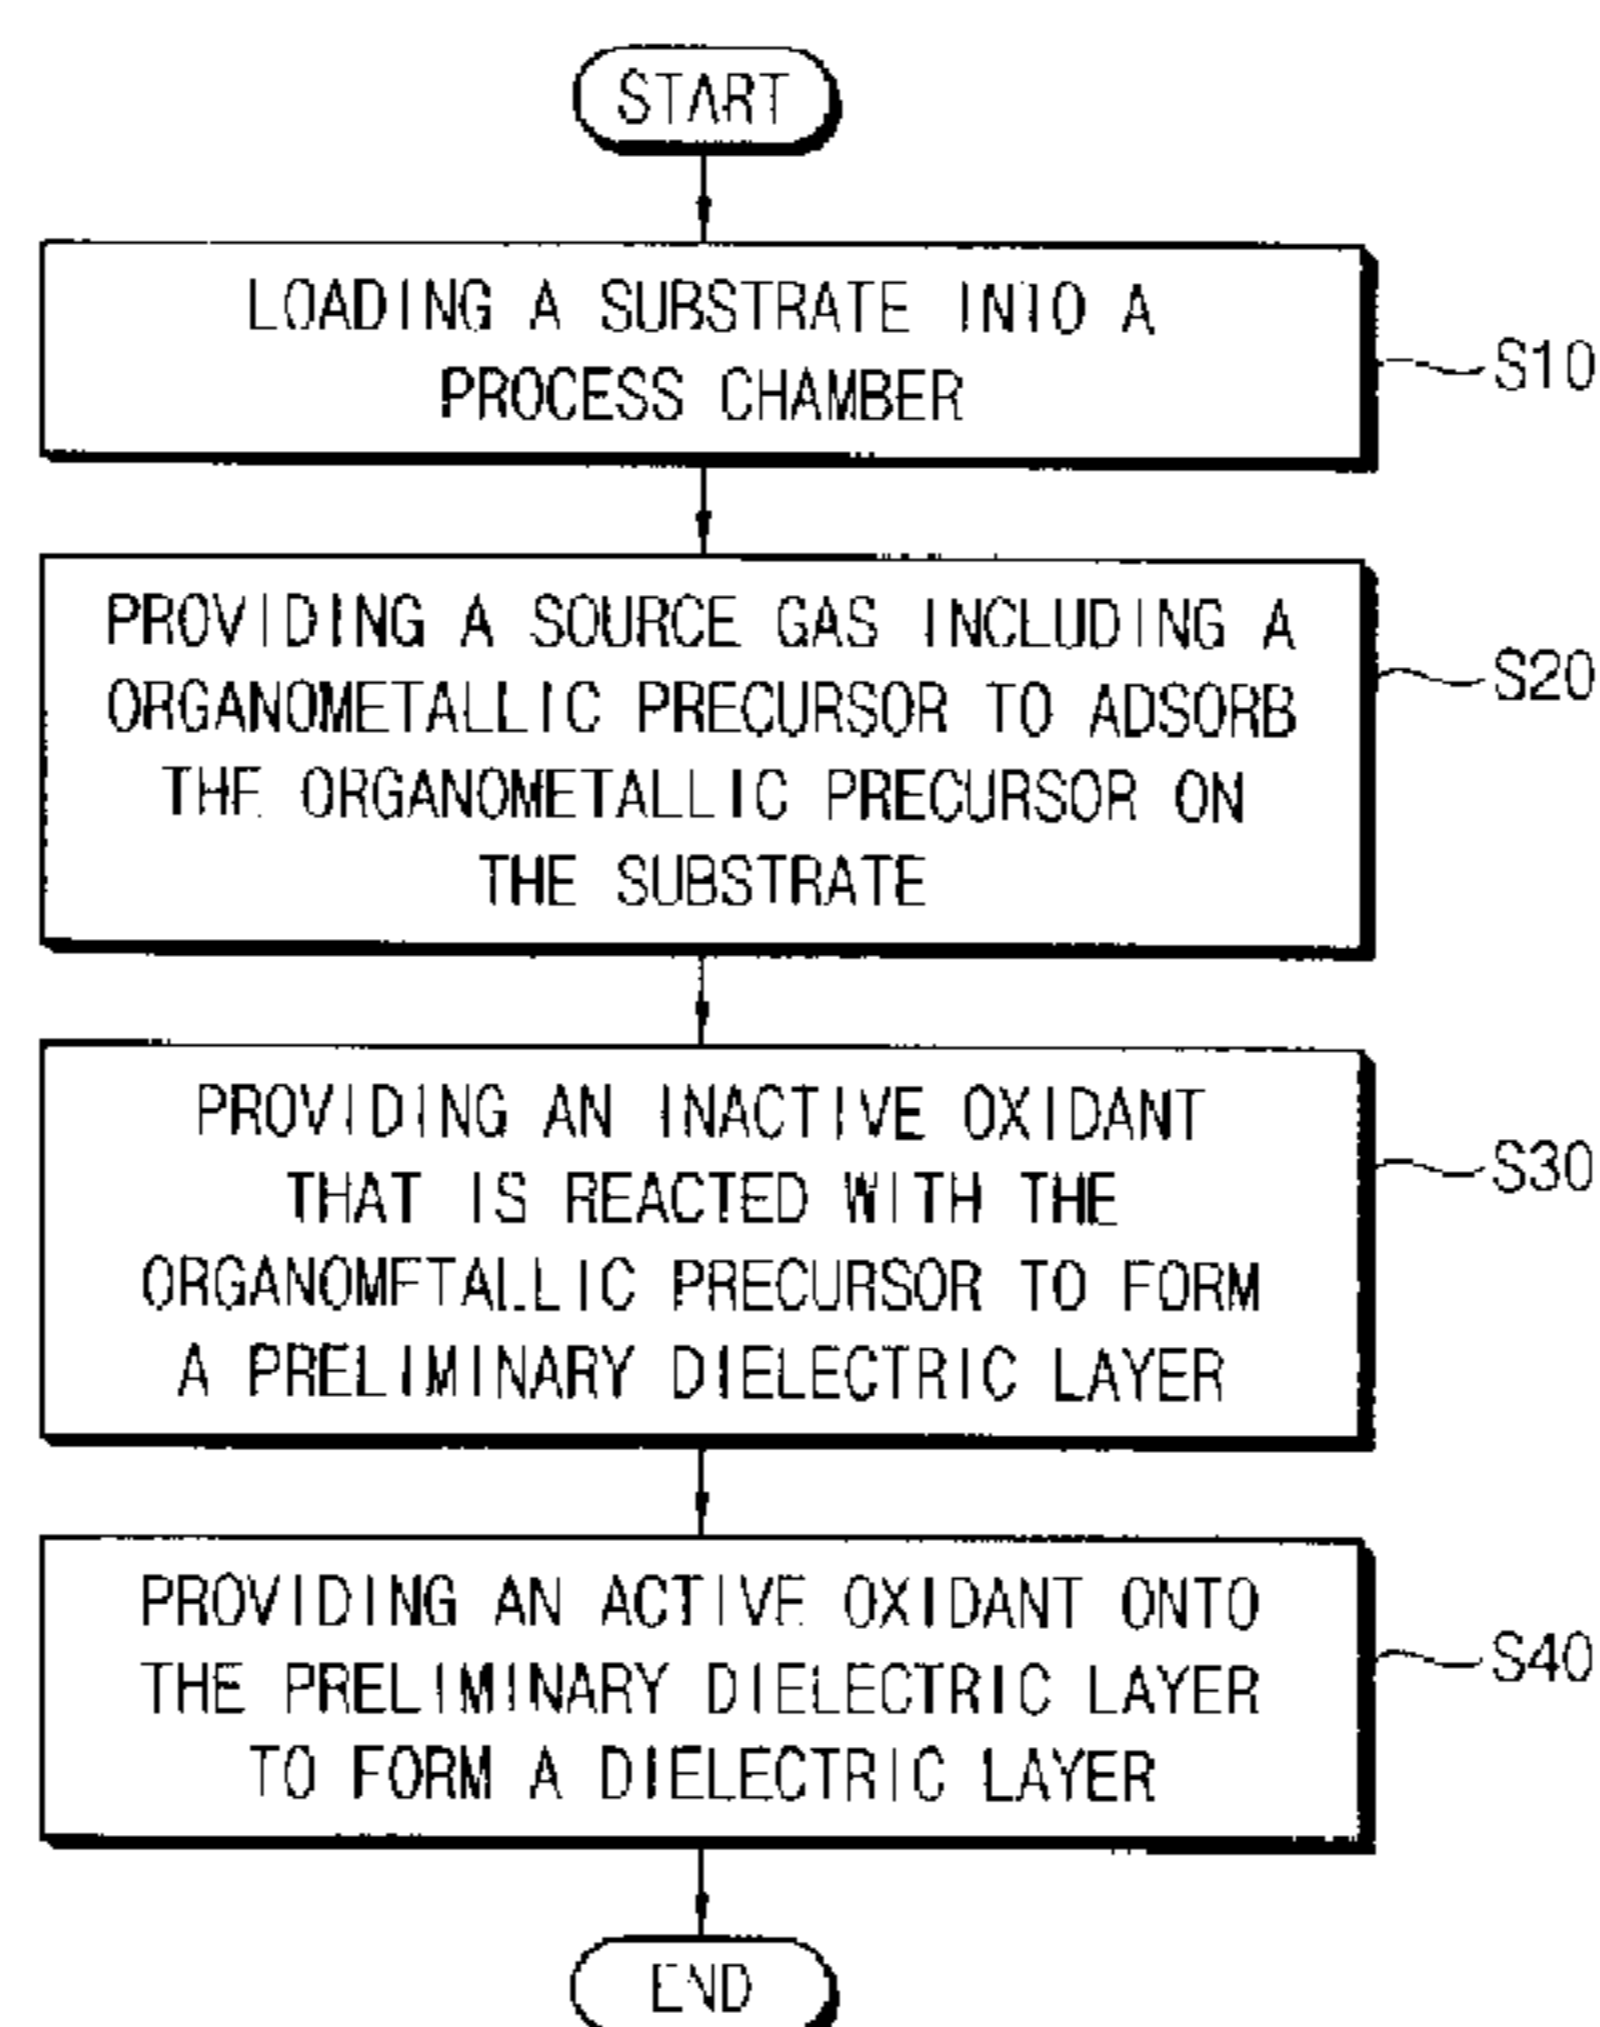 START
LOADING A SUBSTRATE INTO A
PROCESS CHAMBER
S10
PROVIDING A SOURCE GAS INCLUDING A
ORGANOMETALLIC PRECURSOR TO ADSORB
THE ORGANOMETALLIC PRECURSOR ON
THE SUBSTRATE
S20
PROVIDING AN INACTIVE OXIDANT
THAT IS REACTED WITH THE
ORGANOMETALLIC PRECURSOR TO FORM
A PRELIMINARY DIELECTRIC LAYER
S30
PROVIDING AN ACTIVE OXIDANT ONTO
THE PRELIMINARY DIELECTRIC LAYER
TO FORM A DIELECTRIC LAYER
S40
END